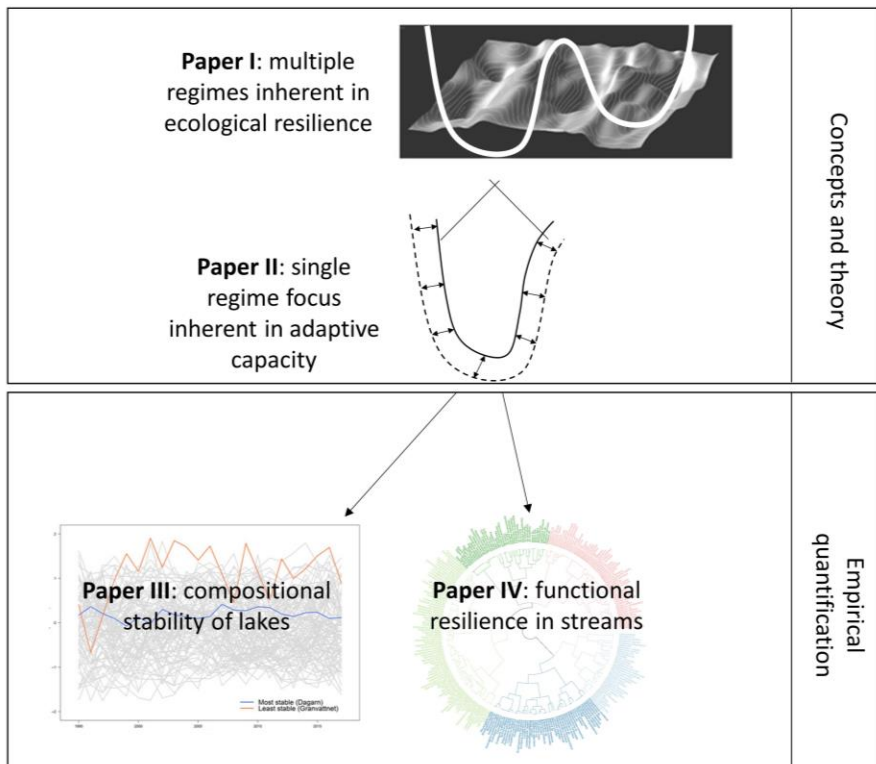 Paper I: multiple
regimes inherent in
ecological resilience
Concepts and theory
Paper II: single
regime focus
inherent in adaptive
capacity
Paper III: compositional
stability of lakes
Most stable (Dagarn)
Least stable (Granvattnet)
Paper IV: functional
resilience in streams
Empirical
quantification